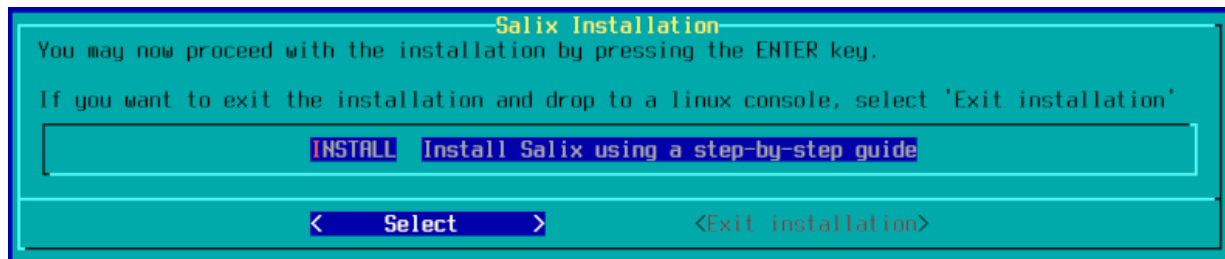 Salix Installation
You may now proceed with the installation by pressing the ENTER key.
If you want to exit the installation and drop to a linux console, select 'Exit installation'
INSTALL Install Salix using a step-by-step guide
< Select > <Exit installation>